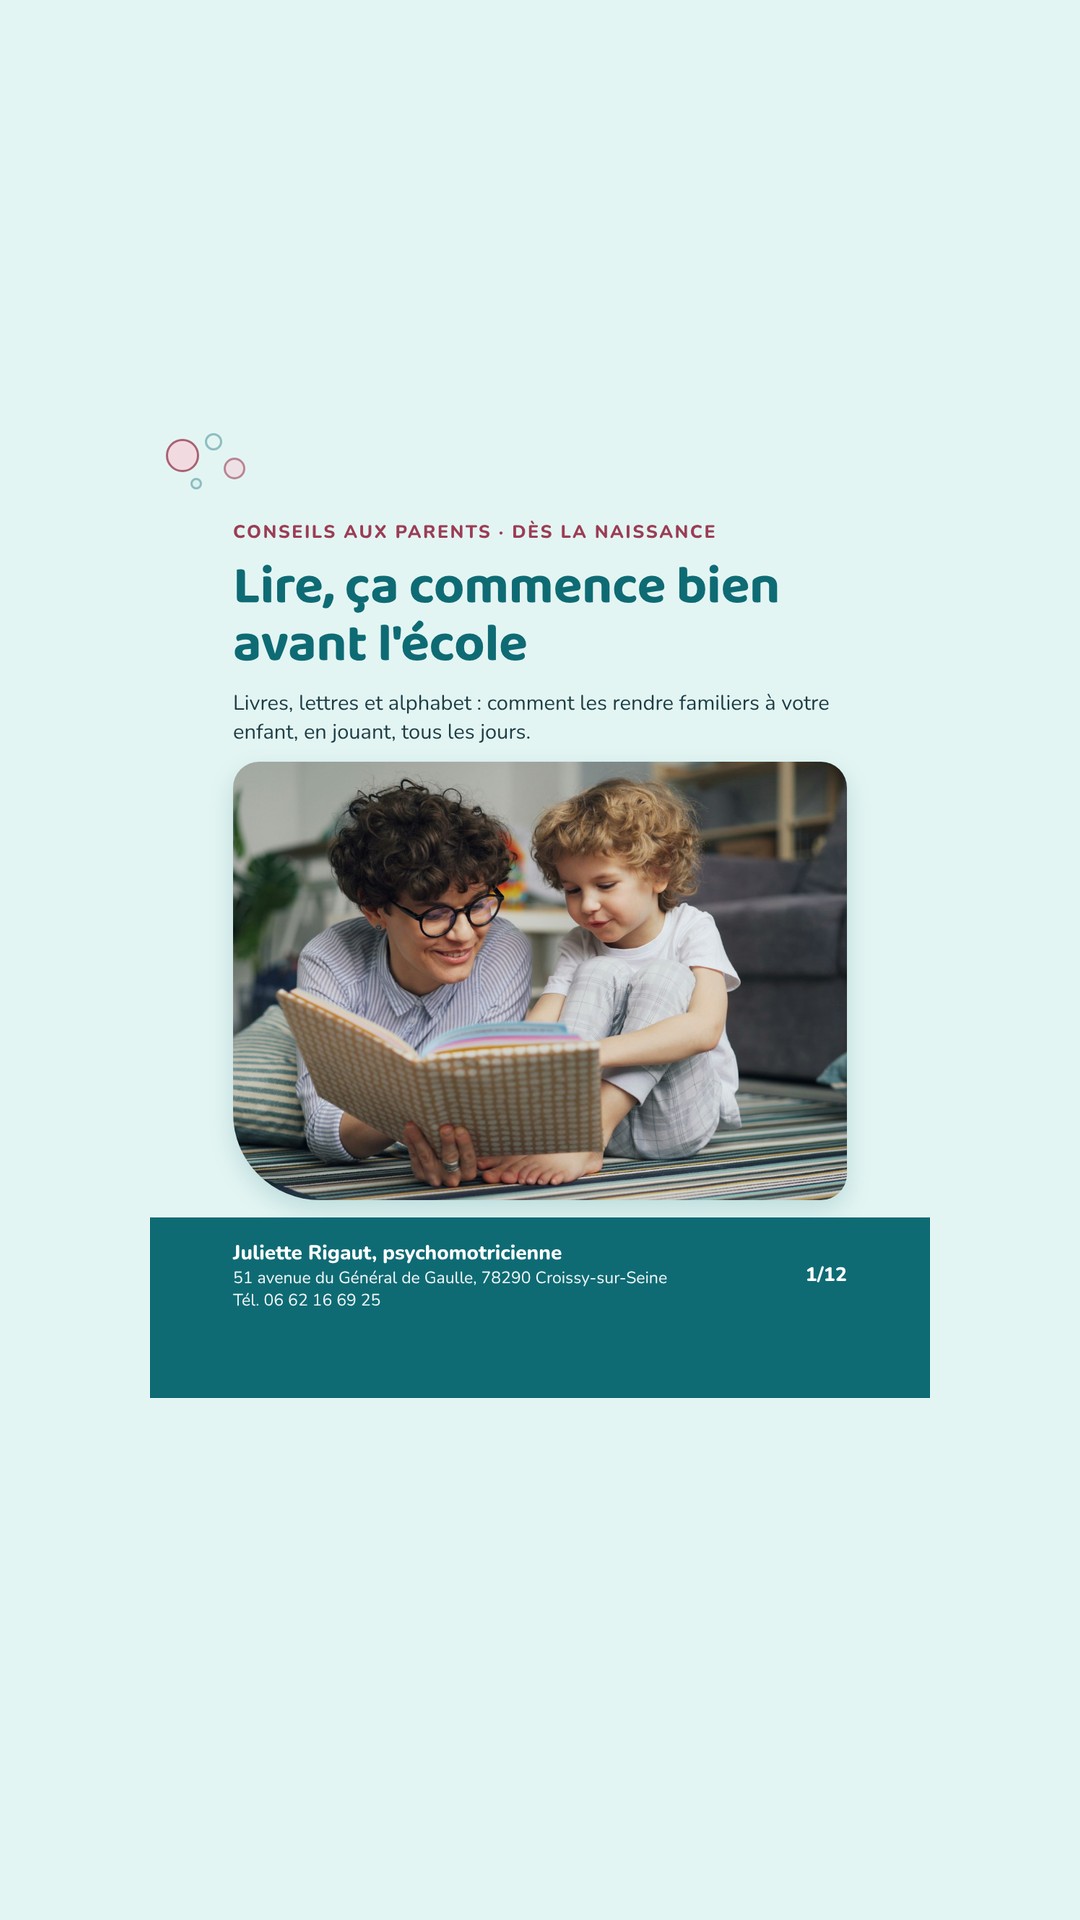 CONSEILS AUX PARENTS · DÈS LA NAISSANCE
Lire, ça commence bien
avant l'école
Livres, lettres et alphabet : comment les rendre familiers à votre
enfant, en jouant, tous les jours.
Juliette Rigaut, psychomotricienne
51 avenue du Général de Gaulle, 78290 Croissy-sur-Seine
Tél. 06 62 16 69 25
1/12